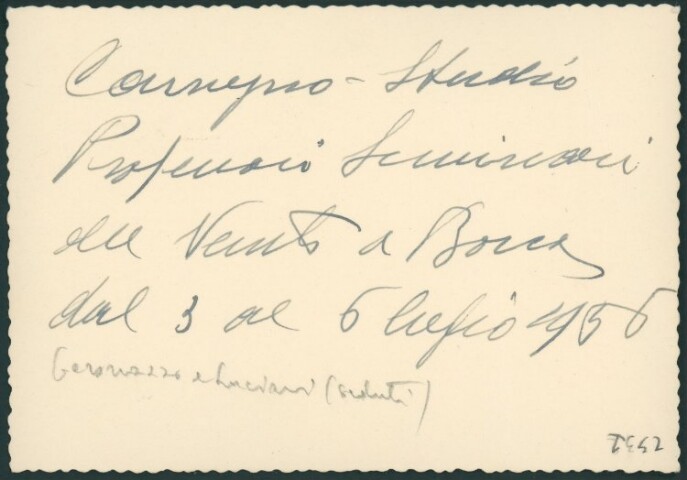 Convegno - Studio
Professori Seminari
del Veneto a Borca
dal 3 al 6 luglio 1956
e Luciani (seduti)